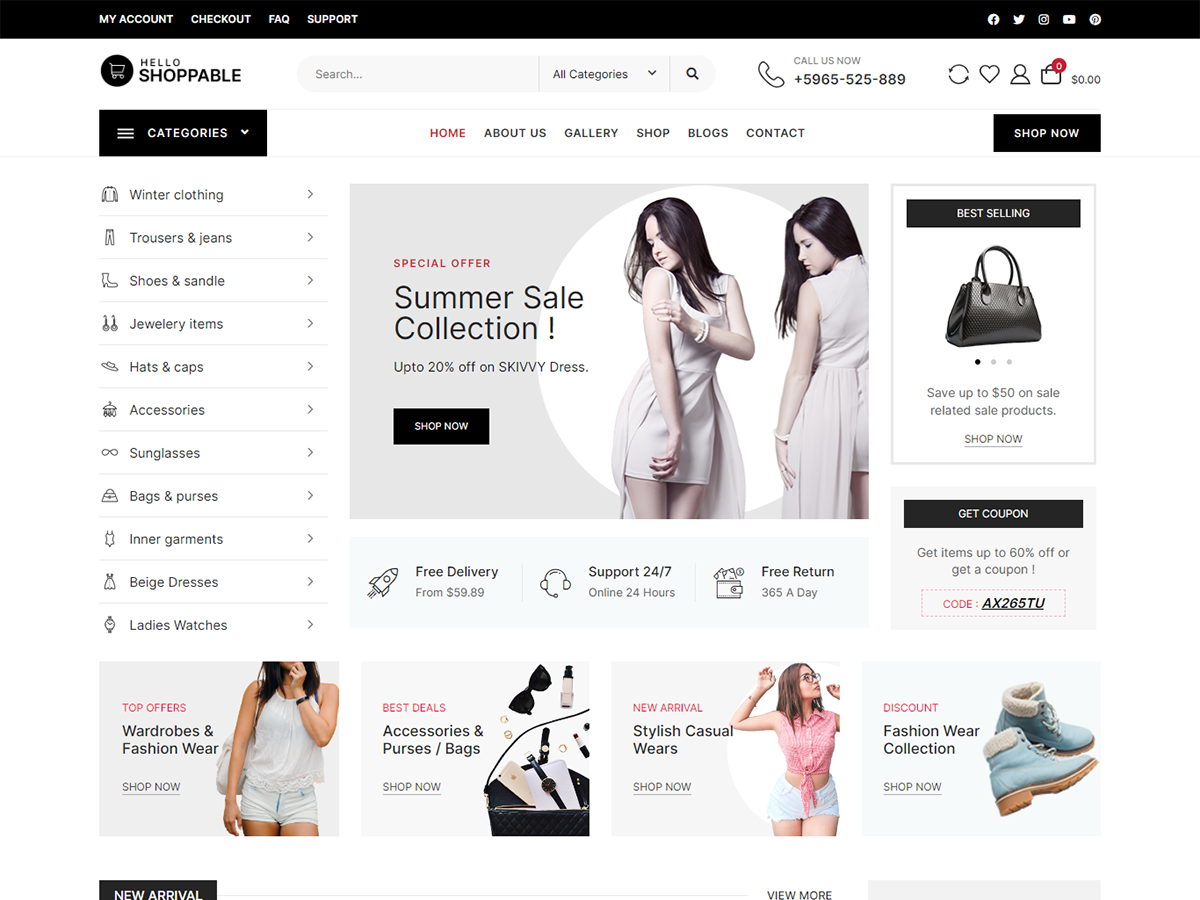 MY ACCOUNT CHECKOUT FAQ SUPPORT
HELLO
SHOPPABLE
Search...
All Categories
CALL US NOW
+5965-525-889
0
$0.00
CATEGORIES
HOME ABOUT US GALLERY SHOP BLOGS CONTACT
SHOP NOW
Winter clothing
Trousers & jeans
Shoes & sandle
Jewelery items
Hats & caps
Accessories
Sunglasses
Bags & purses
Inner garments
Beige Dresses
Ladies Watches
SPECIAL OFFER
Summer Sale
Collection !
Upto 20% off on SKIVVY Dress.
SHOP NOW
BEST SELLING
Save up to $50 on sale
related sale products.
SHOP NOW
GET COUPON
Get items up to 60% off or
get a coupon !
CODE : AX265TU
Free Delivery
From $59.89
Support 24/7
Online 24 Hours
Free Return
365 A Day
TOP OFFERS
Wardrobes &
Fashion Wear
SHOP NOW
BEST DEALS
Accessories &
Purses / Bags
SHOP NOW
NEW ARRIVAL
Stylish Casual
Wears
SHOP NOW
DISCOUNT
Fashion Wear
Collection
SHOP NOW
NEW ARRIVAL
VIEW MORE